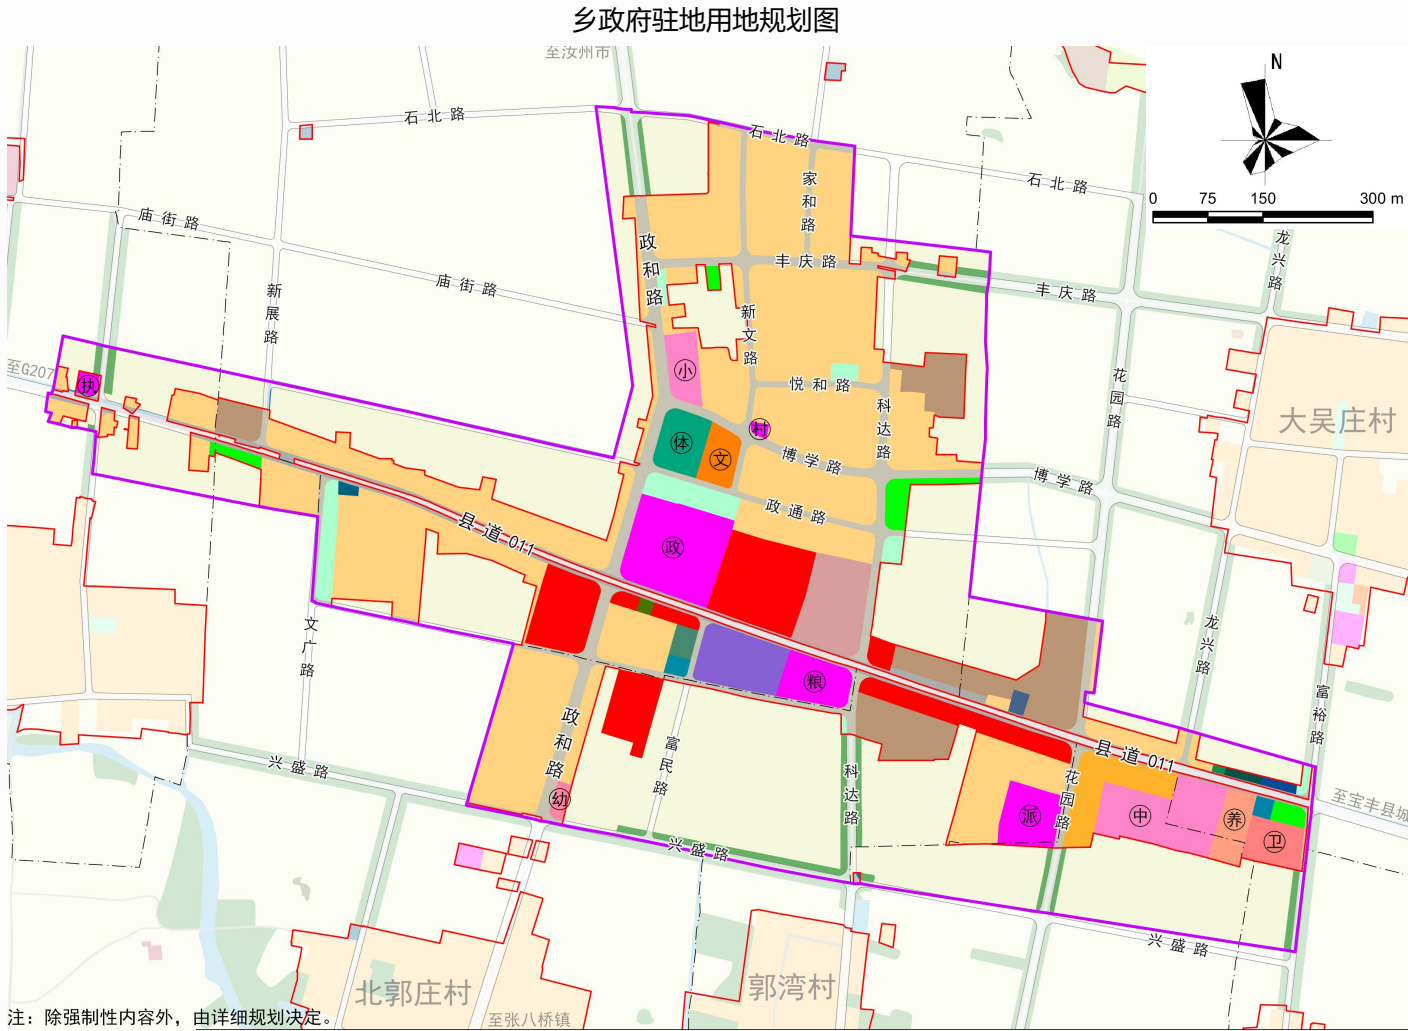 乡政府驻地用地规划图
至汝州市
N
0 75 150 300 m
石北路
石北路
石北路
家和路
庙街路
庙街路
政和路
丰庆路
丰庆路
龙兴路
新展路
新文路
至G207
执
小
悦和路
花园路
科达路
大吴庄村
体
文
村
博学路
博学路
政通路
县道011
政
文广路
龙兴路
粮
富裕路
政和路
富民路
兴盛路
科达路
县道011
花园路
幼
派
中
养
卫
至宝丰县城
兴盛路
兴盛路
北郭庄村
郭湾村
至张八桥镇
注：除强制性内容外，由详细规划决定。